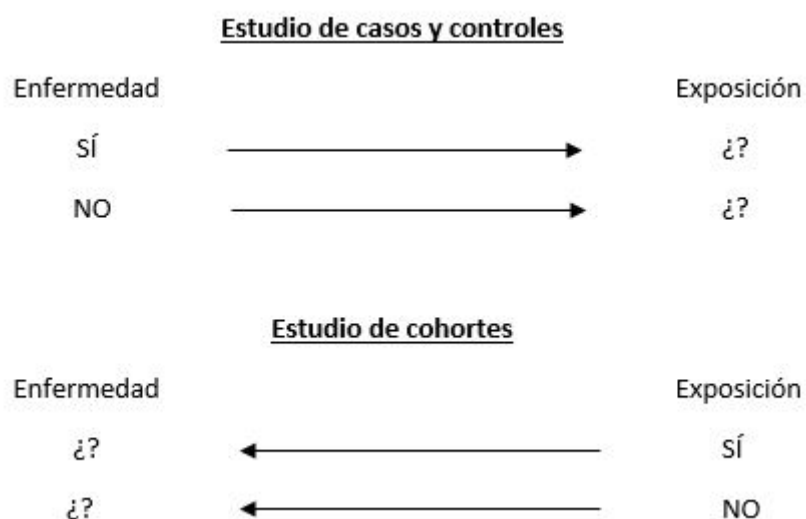 Estudio de casos y controles
Enfermedad Exposición
SÍ ¿?
NO ¿?
Estudio de cohortes
Enfermedad Exposición
¿? SÍ
¿? NO